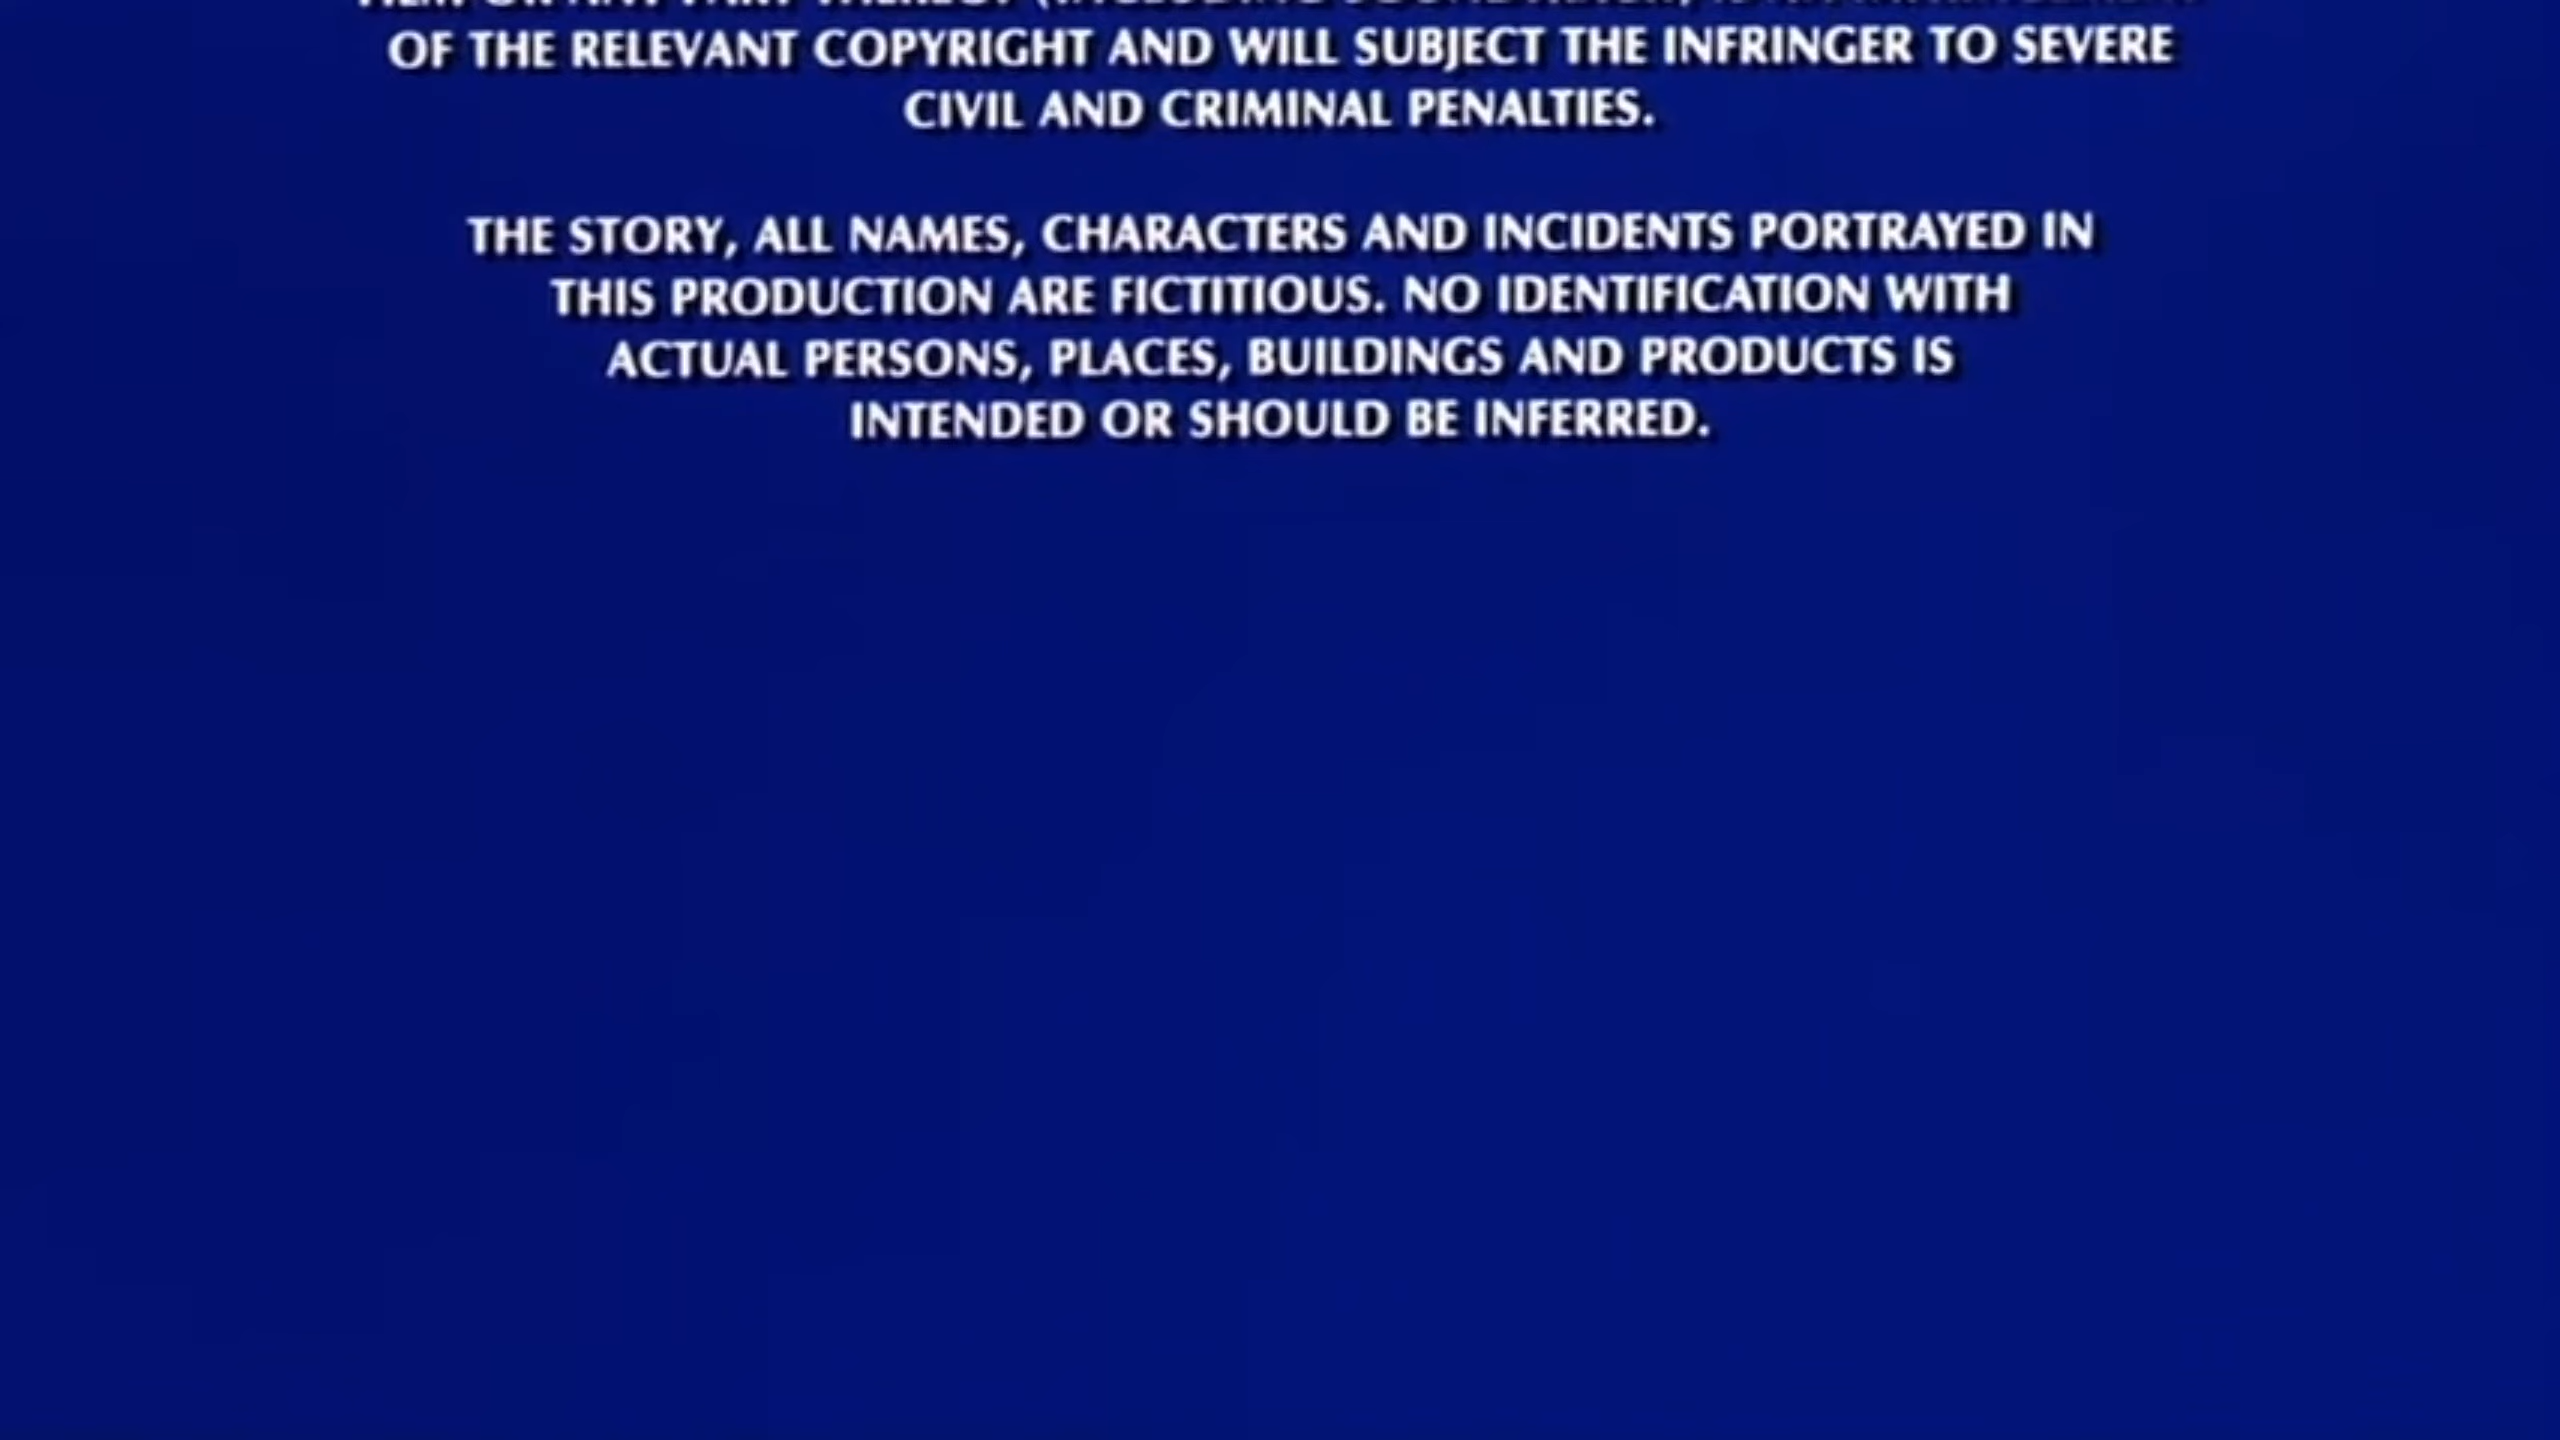 OF THE RELEVANT COPYRIGHT AND WILL SUBJECT THE INFRINGER TO SEVERE
CIVIL AND CRIMINAL PENALTIES.
THE STORY, ALL NAMES, CHARACTERS AND INCIDENTS PORTRAYED IN
THIS PRODUCTION ARE FICTITIOUS. NO IDENTIFICATION WITH
ACTUAL PERSONS, PLACES, BUILDINGS AND PRODUCTS IS
INTENDED OR SHOULD BE INFERRED.